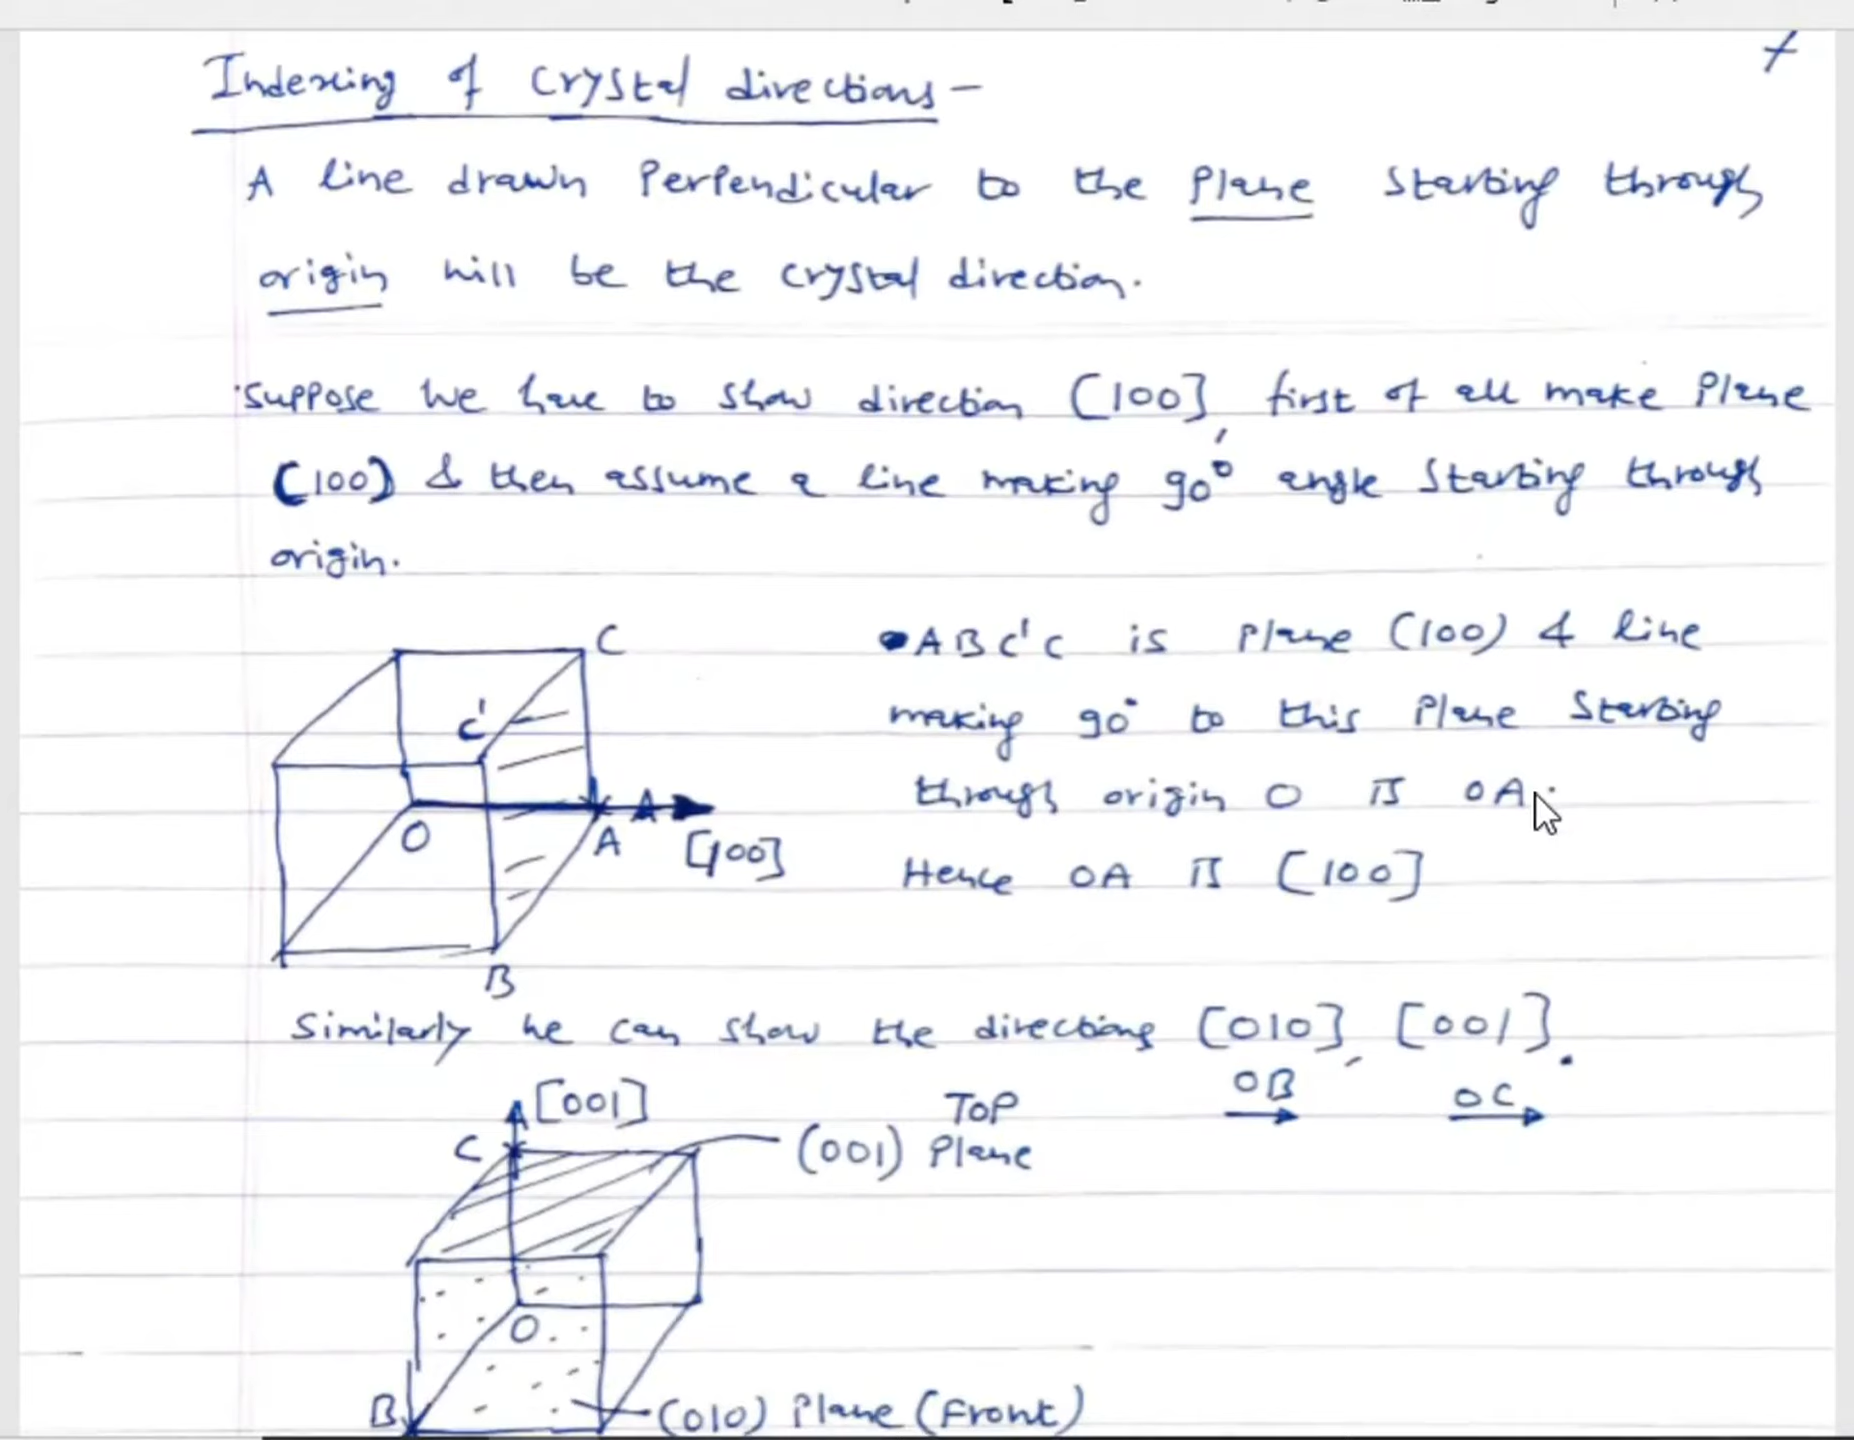 Indexing of Crystal directions-
A line drawn Perpendicular to the Plane Starting through
origin will be the crystal direction.
Suppose we have to show direction [100], first of all make Plane
(100) & then assume a line making 90° angle Starting through
origin.
C
C'
O
A
[100]
B
• ABC'C is Plane (100) & line
making 90° to this Plane Starting
through origin O is OA.
Hence OA is [100]
Similarly we can show the directions [010], [001].
OB OC
[001]
C
TOP
(001) Plane
O
B
(010) Plane (Front)